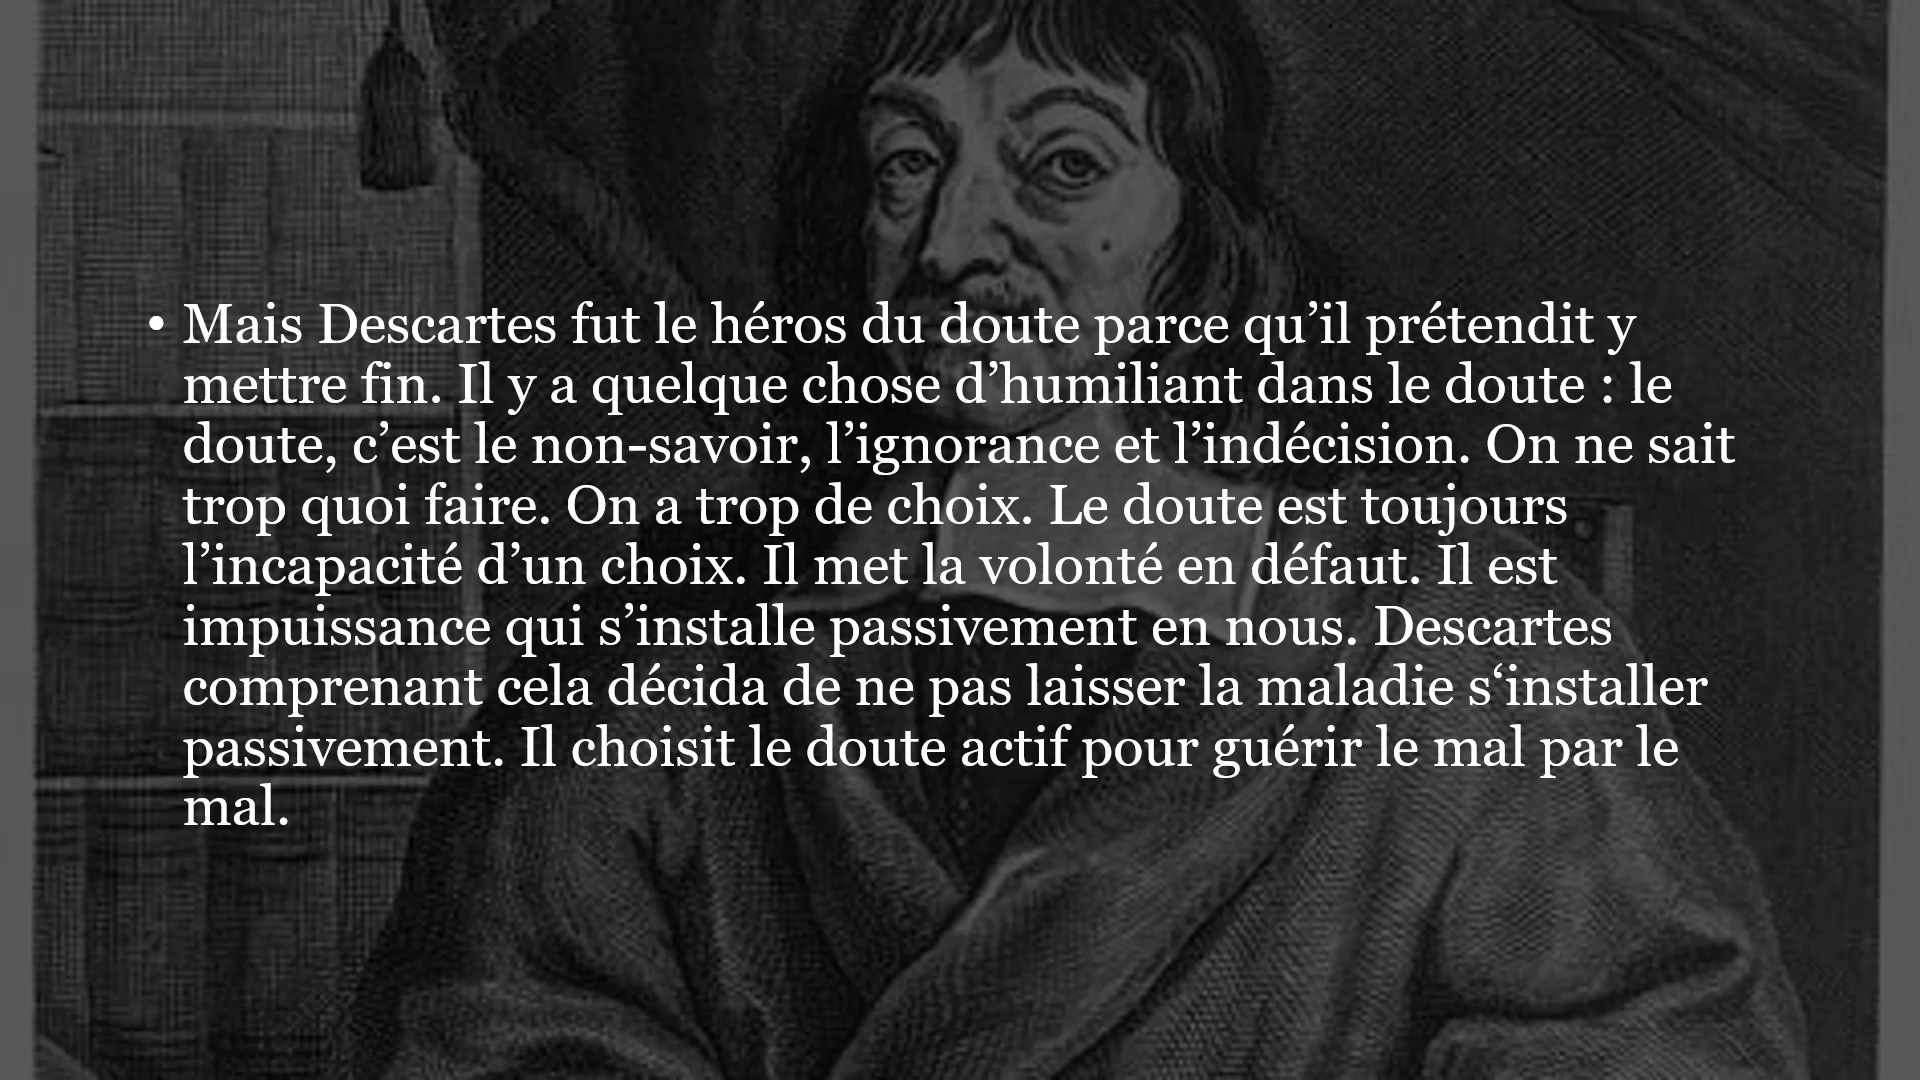 • Mais Descartes fut le héros du doute parce qu’il prétendit y
mettre fin. Il y a quelque chose d’humiliant dans le doute : le
doute, c’est le non-savoir, l’ignorance et l’indécision. On ne sait
trop quoi faire. On a trop de choix. Le doute est toujours
l’incapacité d’un choix. Il met la volonté en défaut. Il est
impuissance qui s’installe passivement en nous. Descartes
comprenant cela décida de ne pas laisser la maladie s‘installer
passivement. Il choisit le doute actif pour guérir le mal par le
mal.